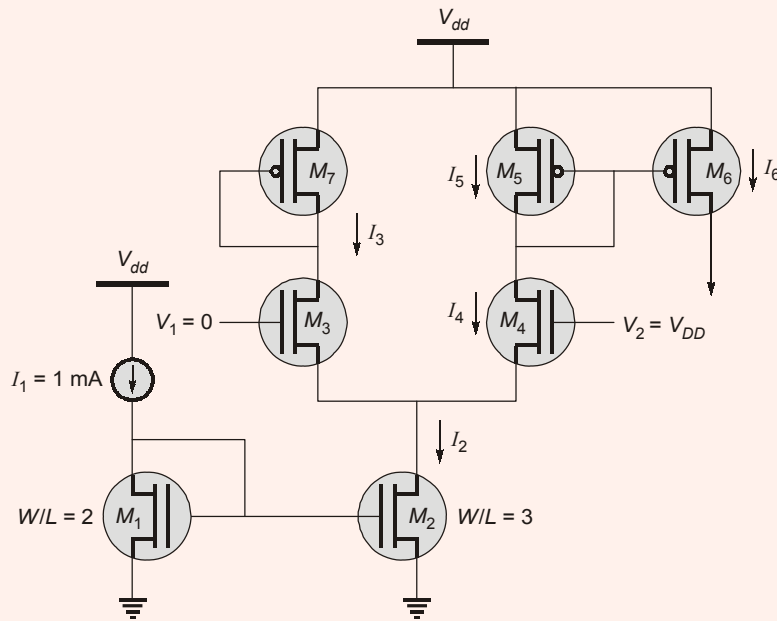 V_dd
M_7
I_5
M_5
M_6
I_6
I_3
V_dd
V_1 = 0
M_3
I_4
M_4
V_2 = V_DD
I_1 = 1 mA
I_2
W/L = 2
M_1
M_2
W/L = 3